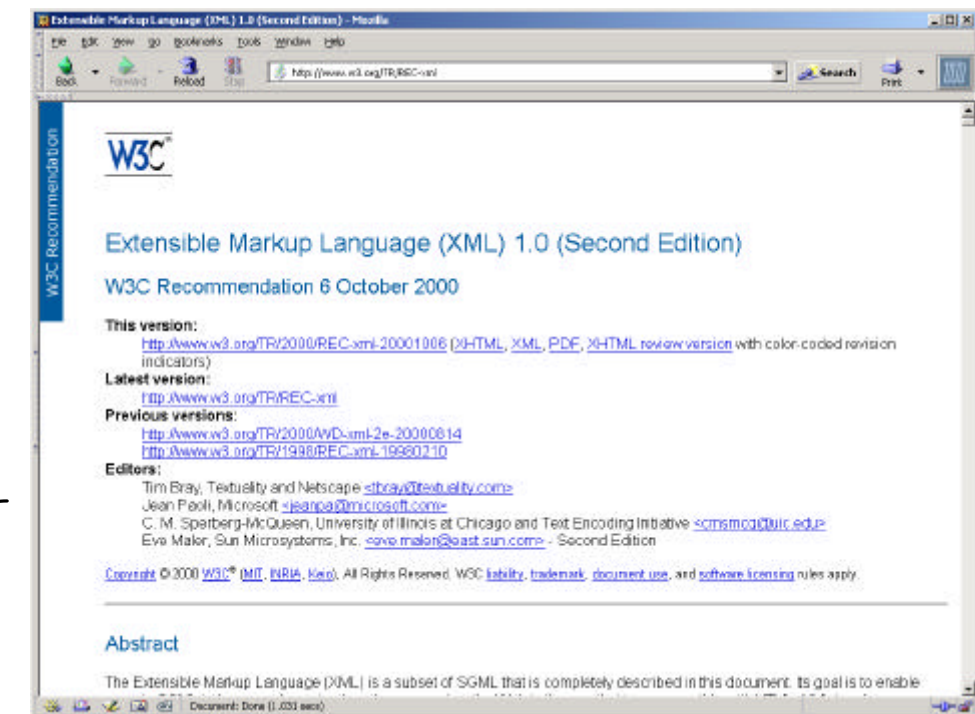 Extensible Markup Language (XML) 1.0 (Second Edition) - Mozilla
File Edit View Go Bookmarks Tools Window Help
Back Forward Reload Stop http://www.w3.org/TR/REC-xml Search Print
W3C Recommendation
W3C
Extensible Markup Language (XML) 1.0 (Second Edition)
W3C Recommendation 6 October 2000
This version:
http://www.w3.org/TR/2000/REC-xml-20001006 (XHTML, XML, PDF, XHTML review version with color-coded revision
indicators)
Latest version:
http://www.w3.org/TR/REC-xml
Previous versions:
http://www.w3.org/TR/2000/WD-xml-2e-20000814
http://www.w3.org/TR/1998/REC-xml-19980210
Editors:
Tim Bray, Textuality and Netscape <tbray@textuality.com>
Jean Paoli, Microsoft <jeanpa@microsoft.com>
C. M. Sperberg-McQueen, University of Illinois at Chicago and Text Encoding Initiative <cmsmcq@uic.edu>
Eve Maler, Sun Microsystems, Inc. <eve.maler@east.sun.com> - Second Edition
Copyright © 2000 W3C® (MIT, INRIA, Keio), All Rights Reserved. W3C liability, trademark, document use, and software licensing rules apply.
Abstract
The Extensible Markup Language (XML) is a subset of SGML that is completely described in this document. Its goal is to enable
Document: Done (1.031 secs)